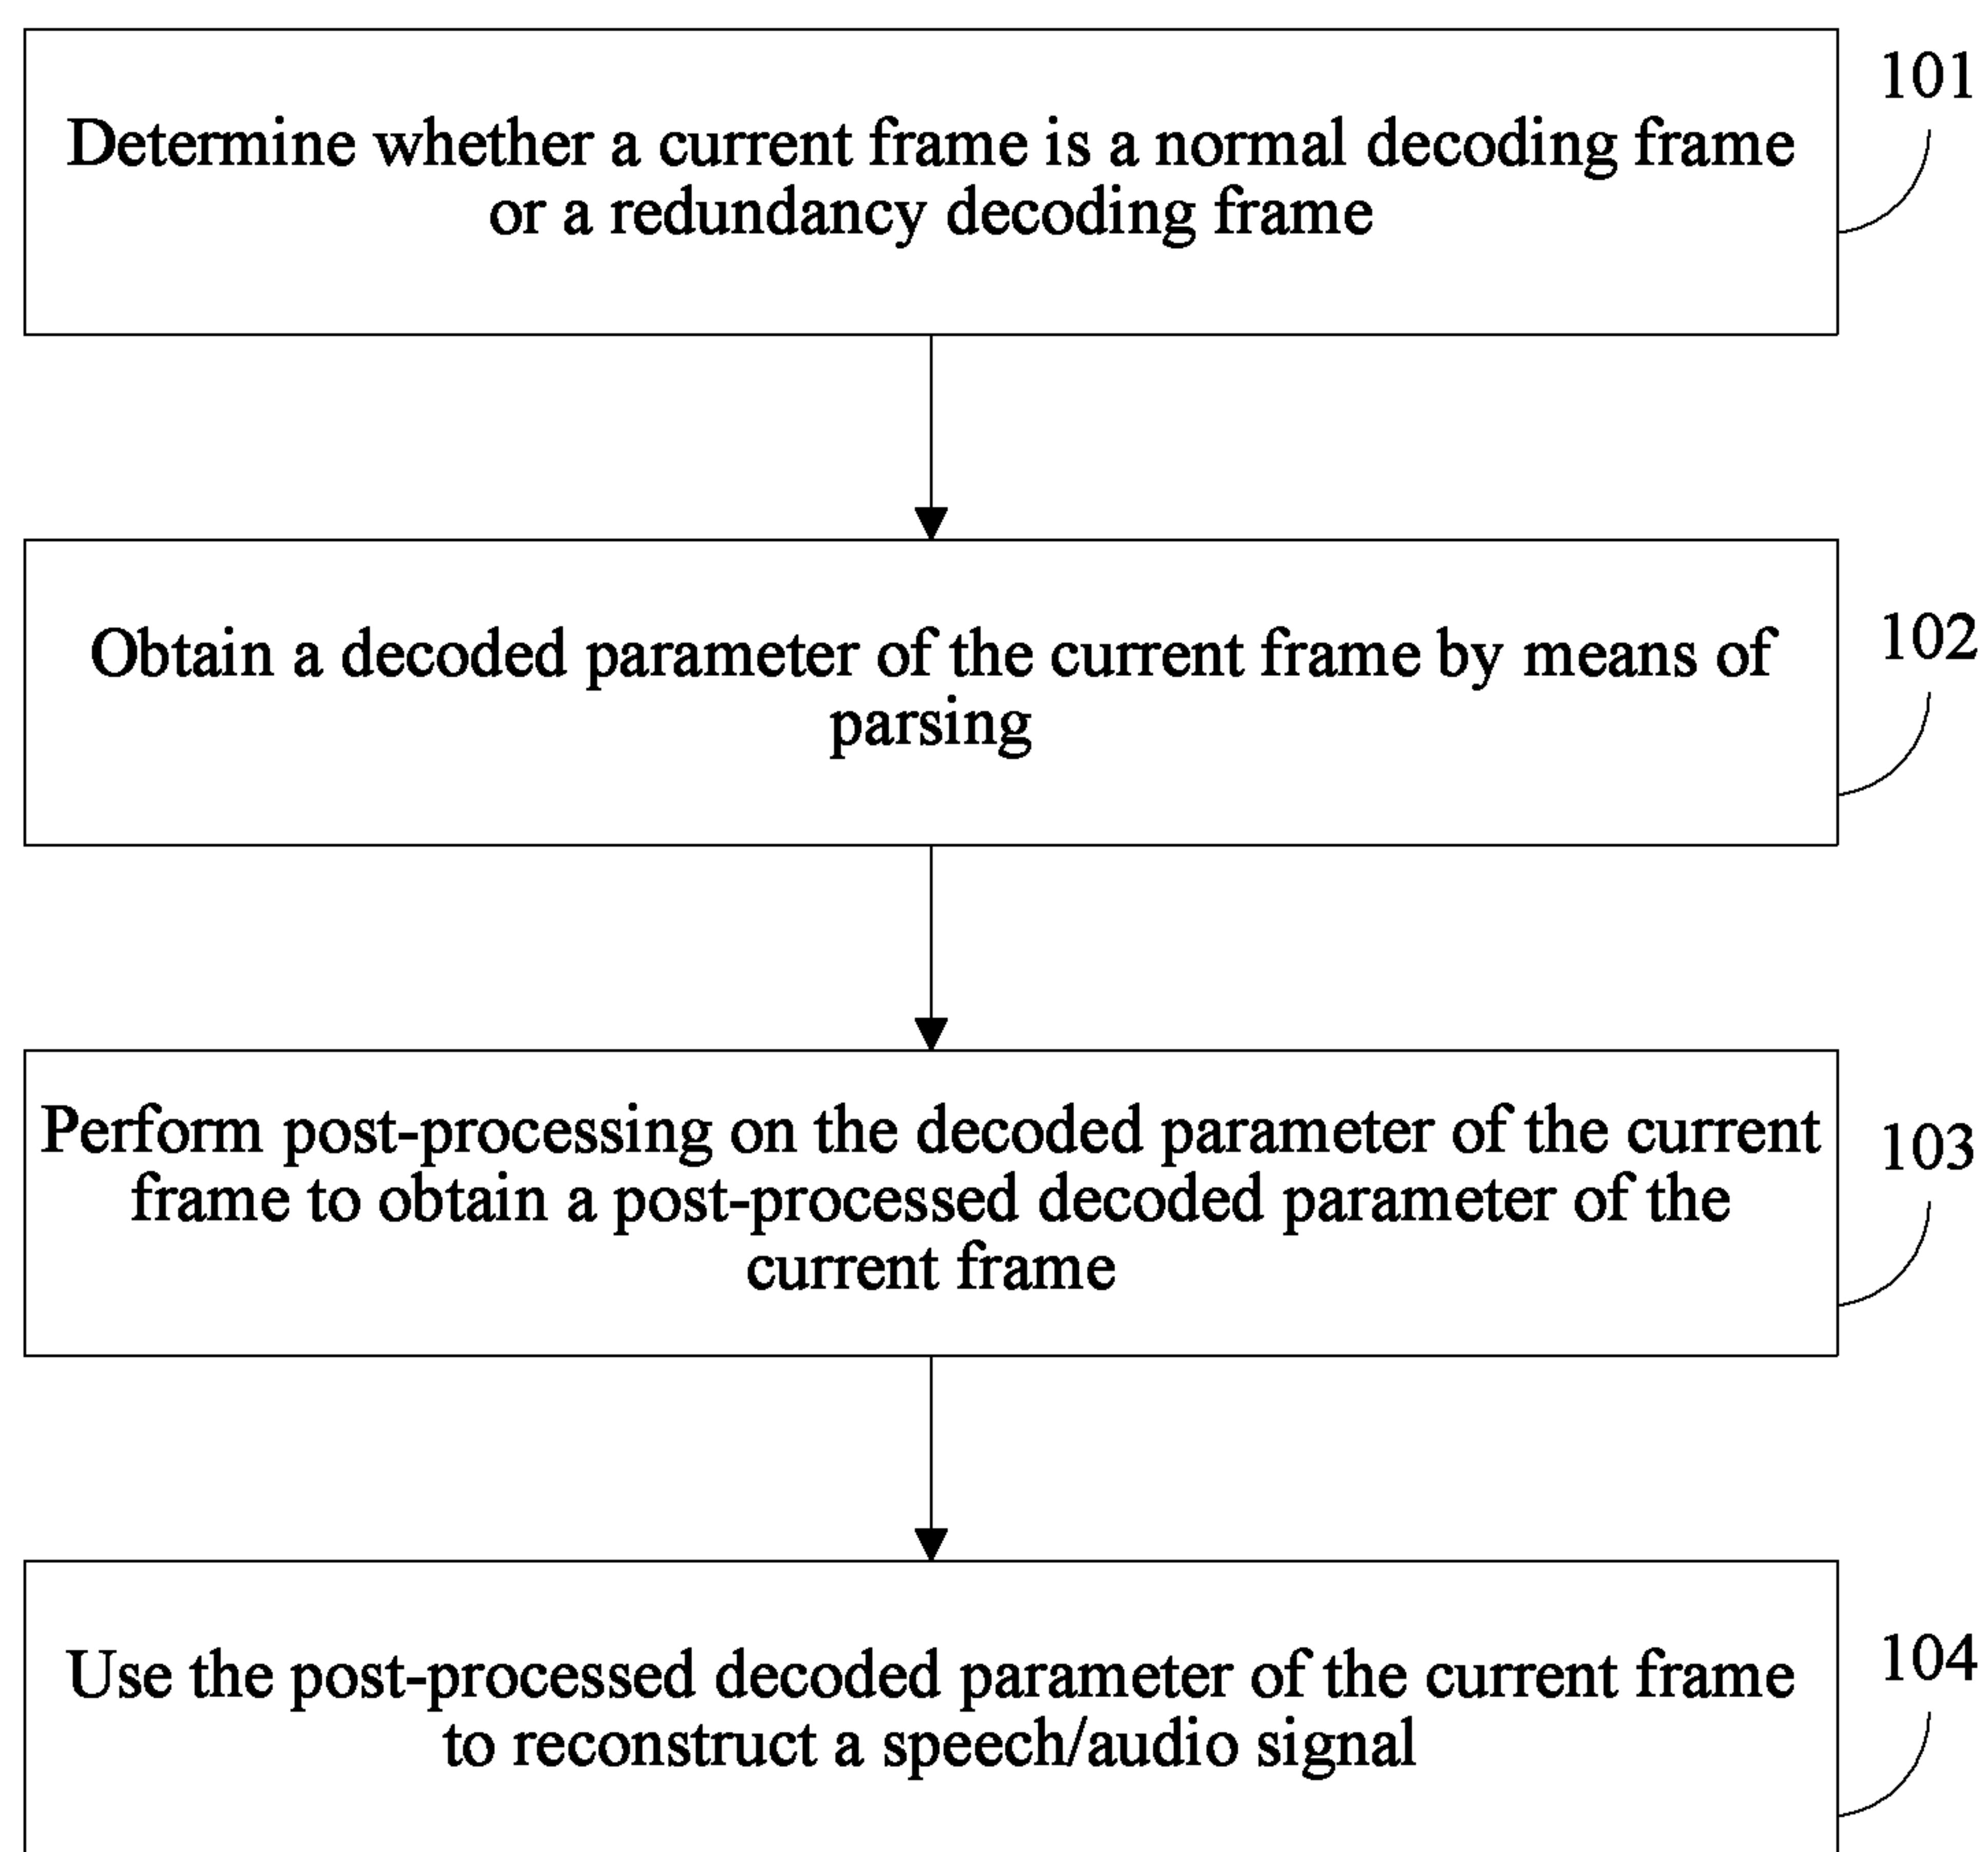 101
Determine whether a current frame is a normal decoding frame
or a redundancy decoding frame
102
Obtain a decoded parameter of the current frame by means of
parsing
103
Perform post-processing on the decoded parameter of the current
frame to obtain a post-processed decoded parameter of the
current frame
104
Use the post-processed decoded parameter of the current frame
to reconstruct a speech/audio signal